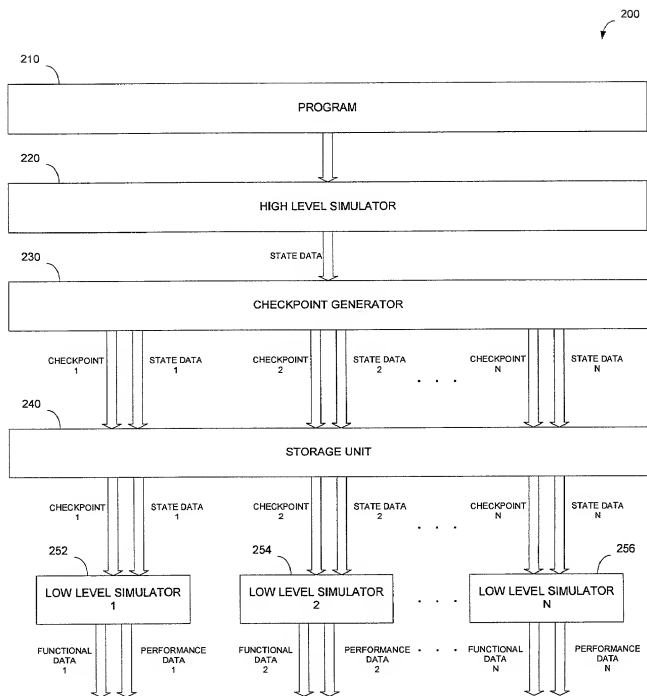 200
210
PROGRAM
220
HIGH LEVEL SIMULATOR
STATE DATA
230
CHECKPOINT GENERATOR
CHECKPOINT
1
STATE DATA
1
CHECKPOINT
2
STATE DATA
2
. . . .
CHECKPOINT
N
STATE DATA
N
240
STORAGE UNIT
CHECKPOINT
1
STATE DATA
1
CHECKPOINT
2
STATE DATA
2
. . . .
CHECKPOINT
N
STATE DATA
N
252
LOW LEVEL SIMULATOR
1
254
LOW LEVEL SIMULATOR
2
. . . .
256
LOW LEVEL SIMULATOR
N
FUNCTIONAL
DATA
1
PERFORMANCE
DATA
1
FUNCTIONAL
DATA
2
PERFORMANCE
DATA
2
. . . .
FUNCTIONAL
DATA
N
PERFORMANCE
DATA
N